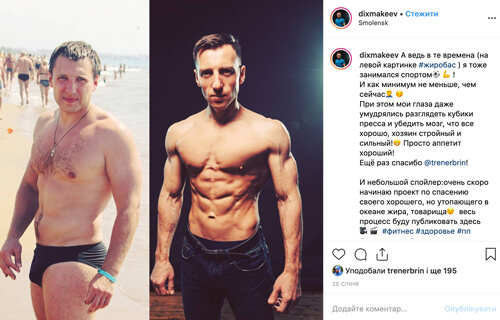 dixmakeev • Стежити
Smolensk
dixmakeev А ведь в те времена (на
левой картинке #жиробас ) я тоже
занимался спортом⚽💪 !
И как минимум не меньше, чем
сейчас🤦😁
При этом мои глаза даже
умудрялись разглядеть кубики
пресса и убедить мозг, что все
хорошо, хозяин стройный и
сильный!😁 Просто аппетит
хороший!
Ещё раз спасибо @trenerbrin!
И небольшой спойлер:очень скоро
начинаю проект по спасению
своего хорошего, но утопающего в
океане жира, товарища😉 весь
процесс буду публиковать здесь
🎥 🎬 #фитнес #здоровье #пп
Уподобали trenerbrin і ще 195
25 СІЧНЯ
Додайте коментар...
Опублікувати